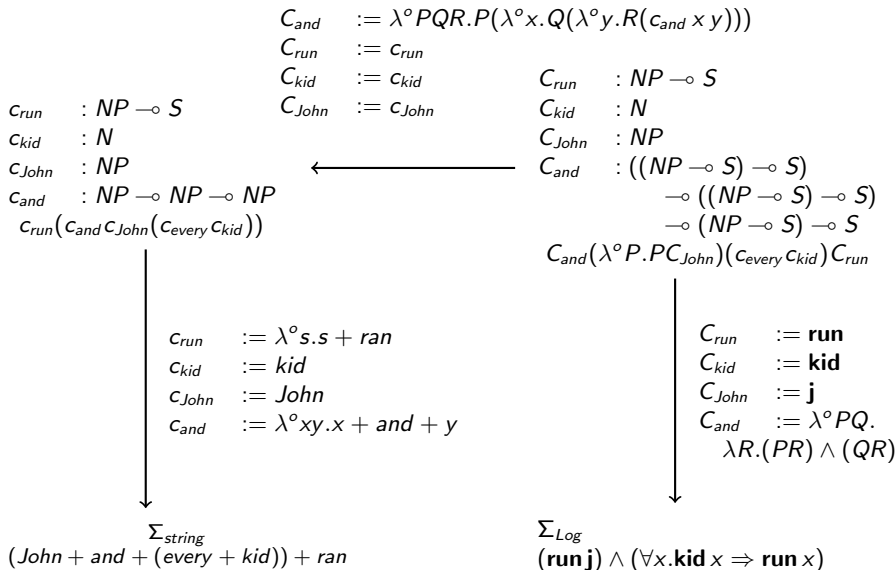 C_and := λ°PQR.P(λ°x.Q(λ°y.R(c_and x y)))
C_run := c_run
C_kid := c_kid
C_John := c_John
c_run : NP ⊸ S
c_kid : N
c_John : NP
c_and : NP ⊸ NP ⊸ NP
c_run(c_and c_John(c_every c_kid))
C_run : NP ⊸ S
C_kid : N
C_John : NP
C_and : ((NP ⊸ S) ⊸ S)
⊸ ((NP ⊸ S) ⊸ S)
⊸ (NP ⊸ S) ⊸ S
C_and(λ°P.PC_John)(c_every c_kid)C_run
c_run := λ°s.s + ran
c_kid := kid
c_John := John
c_and := λ°xy.x + and + y
C_run := run
C_kid := kid
C_John := j
C_and := λ°PQ.
λR.(PR) ∧ (QR)
Σ_string
(John + and + (every + kid)) + ran
Σ_Log
(run j) ∧ (∀x.kid x ⇒ run x)